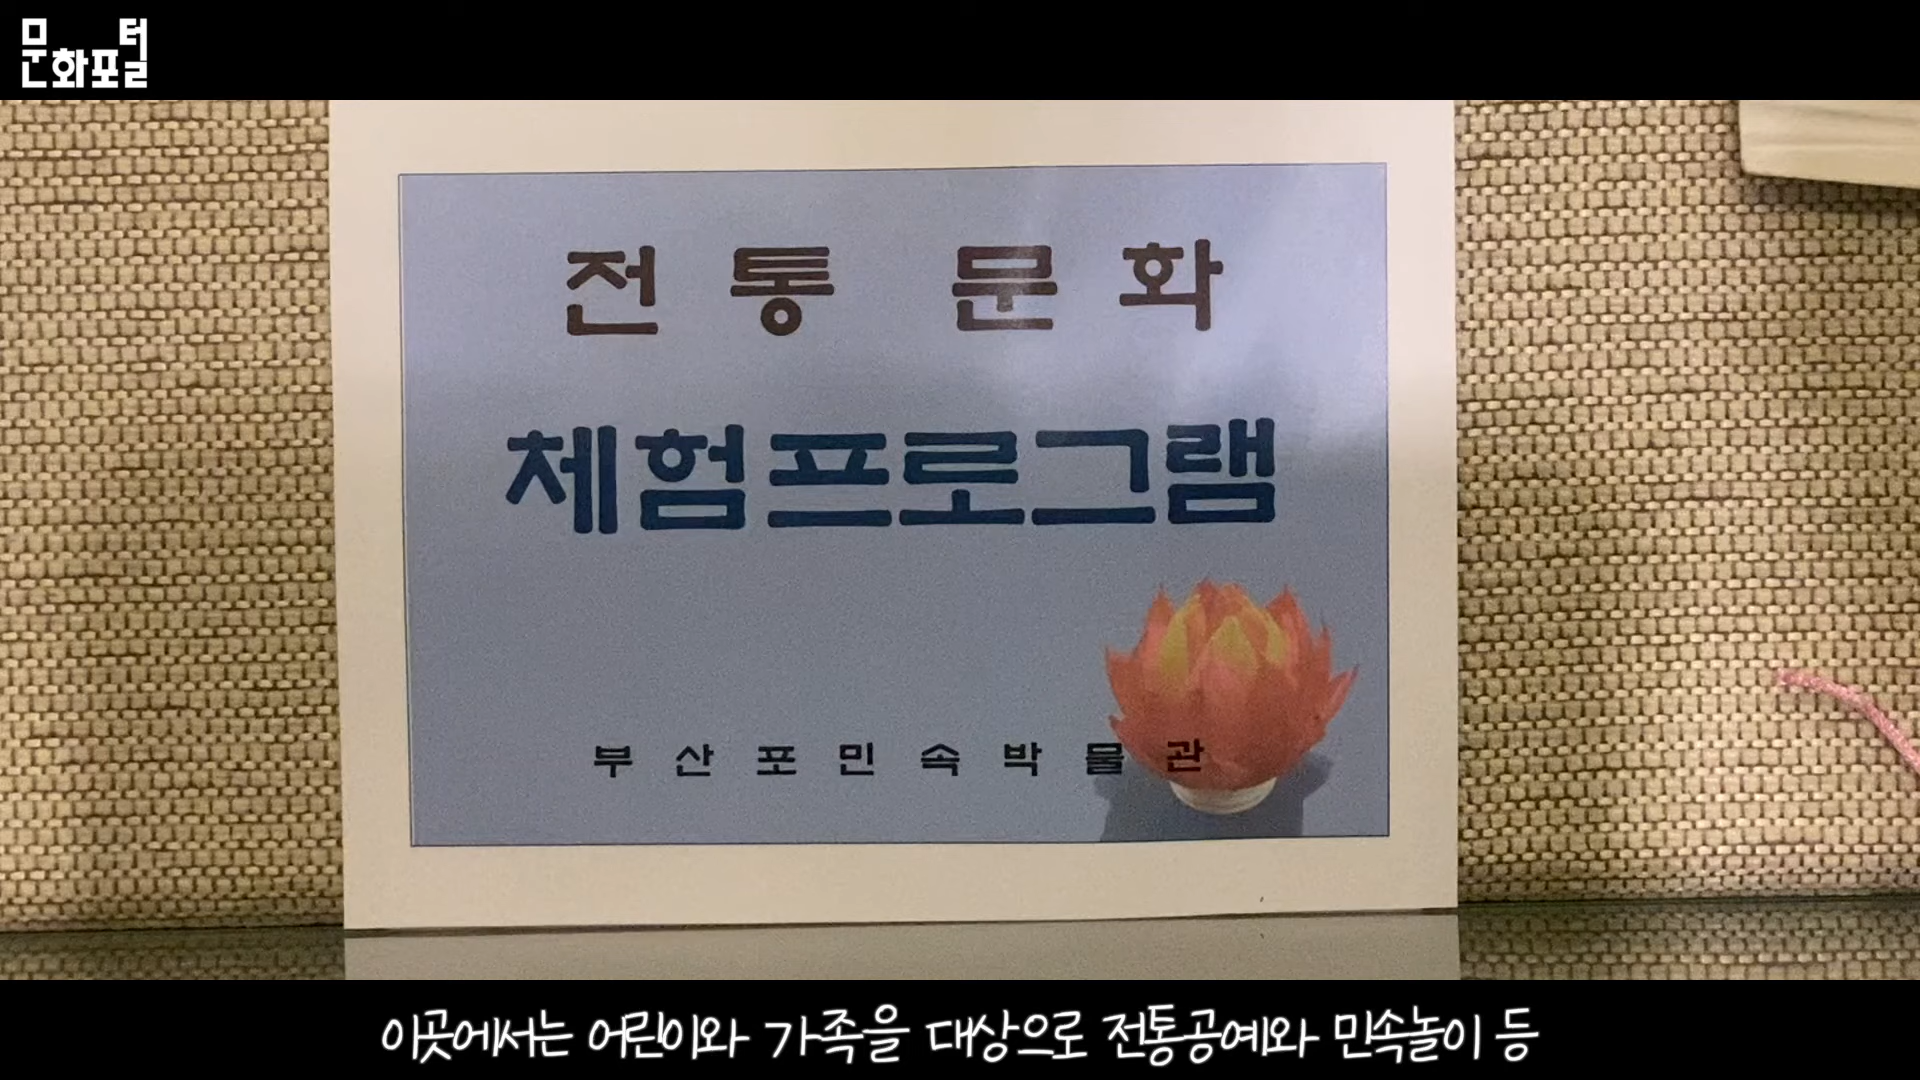 문화포털
전통 문화
체험프로그램
부산포민속박물관
이곳에서는 어린이와 가족을 대상으로 전통공예와 민속놀이 등